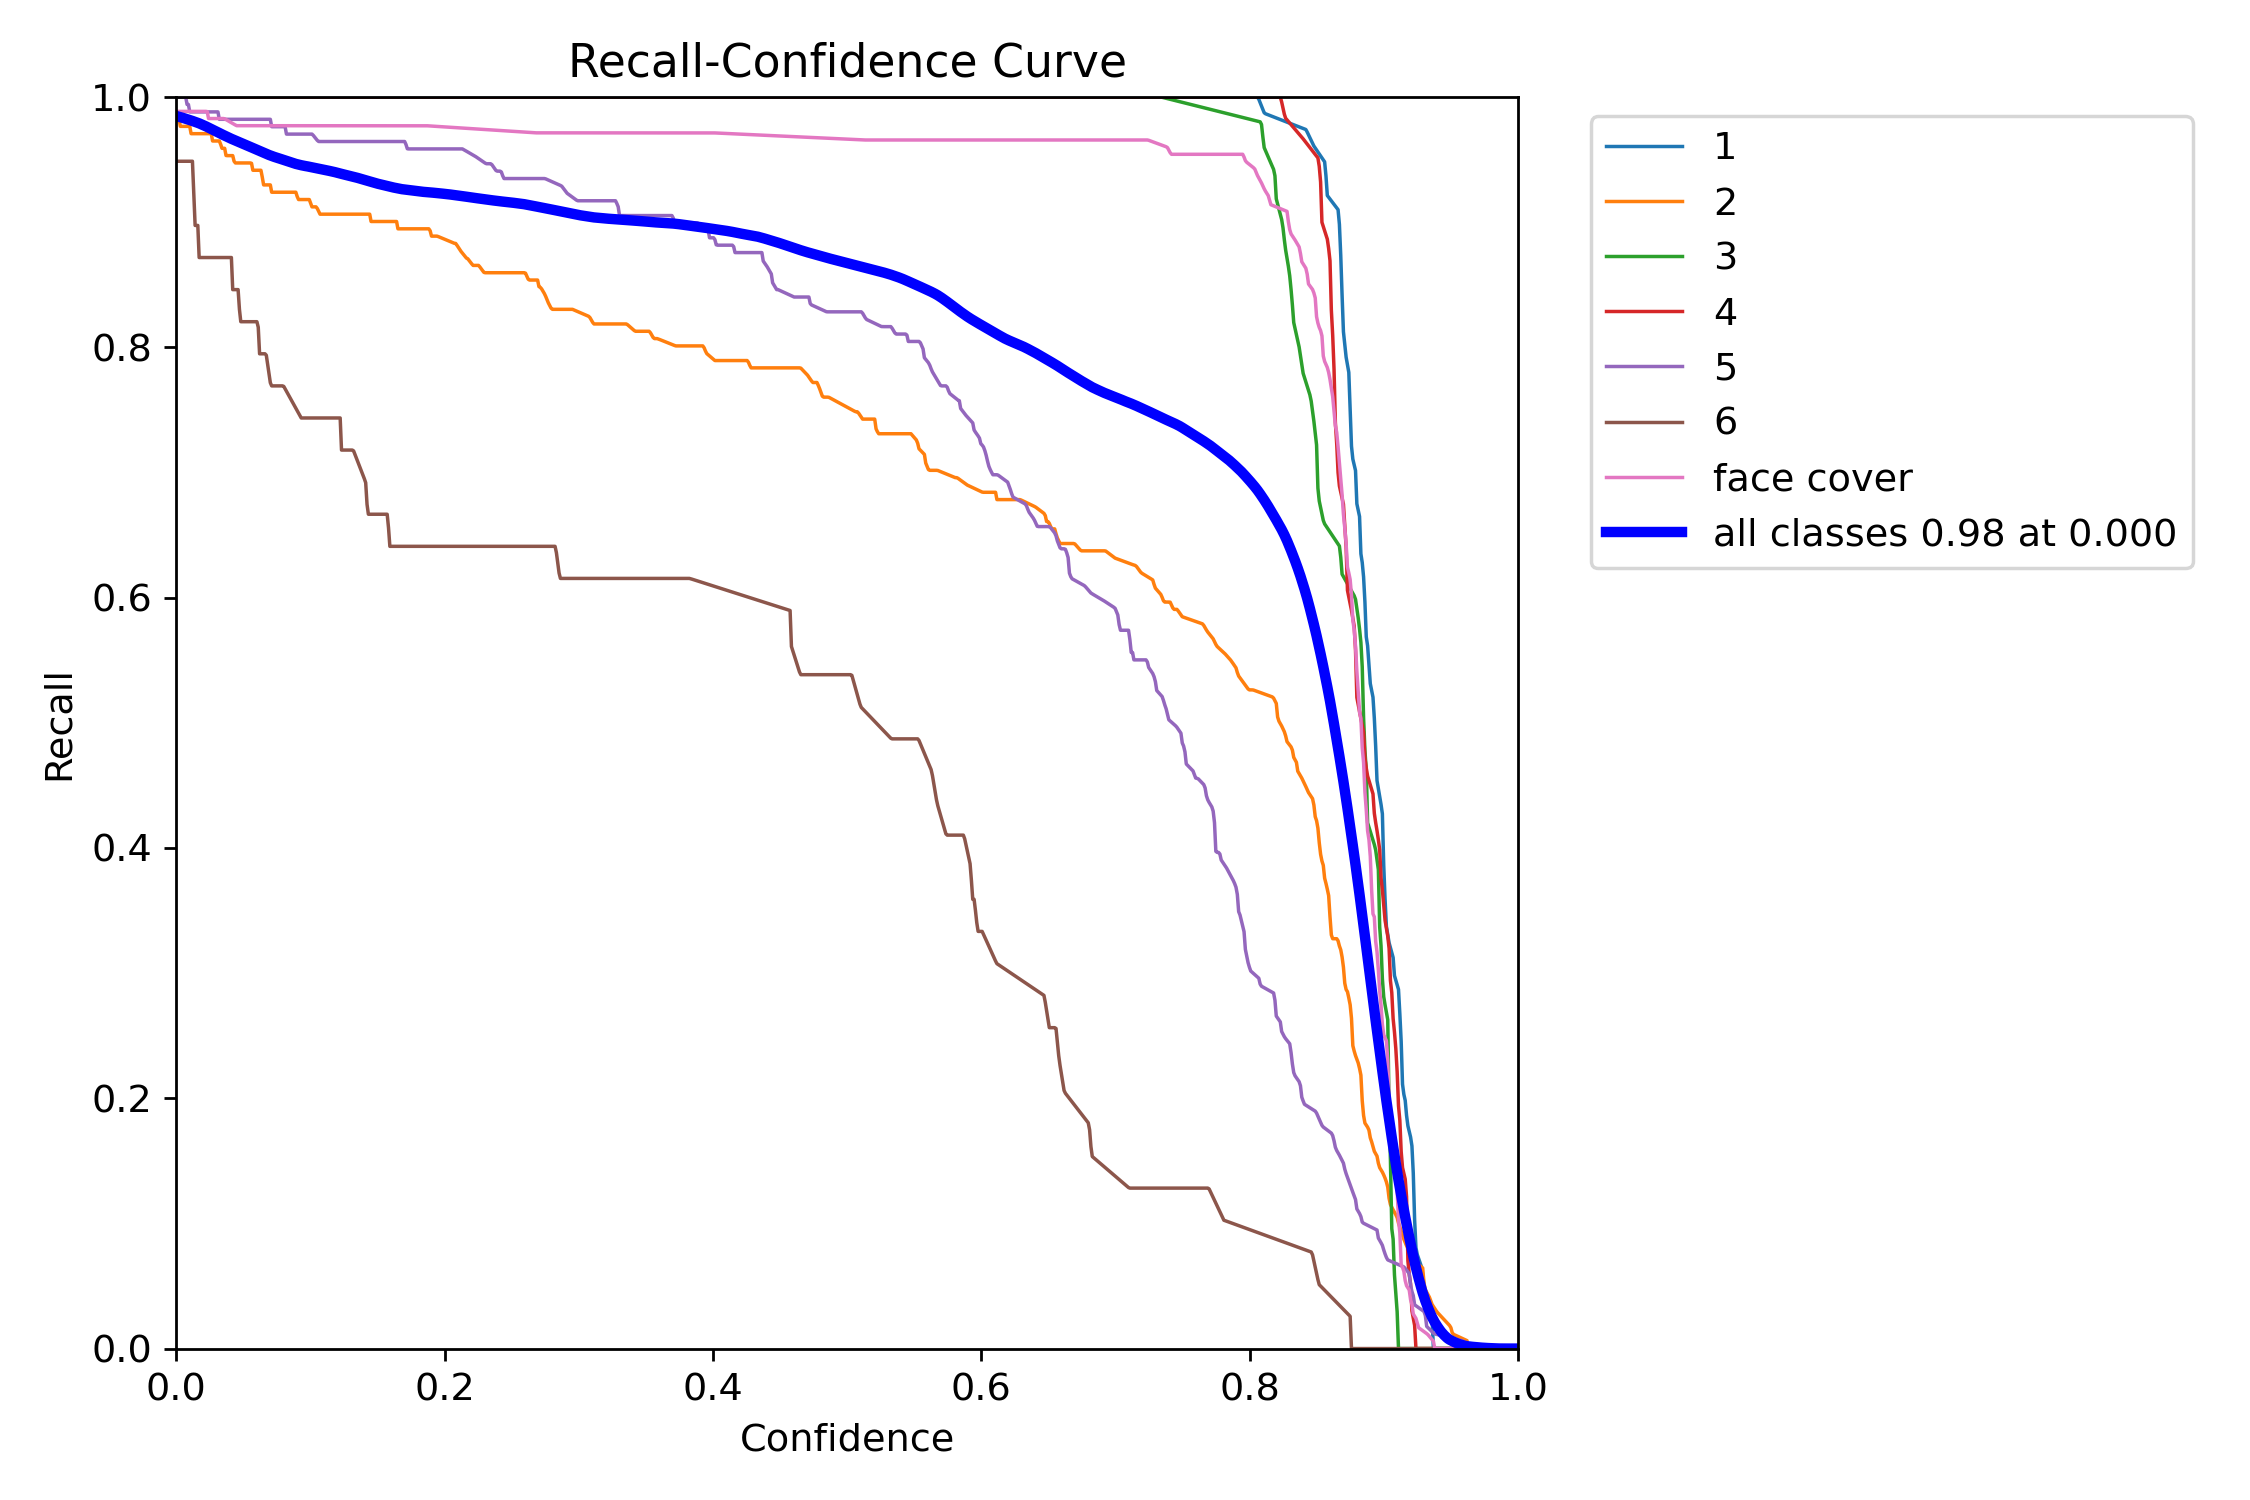 Recall-Confidence Curve
1.0
0.8
0.6
0.4
0.2
0.0
Recall
0.0 0.2 0.4 0.6 0.8 1.0
Confidence
1
2
3
4
5
6
face cover
all classes 0.98 at 0.000